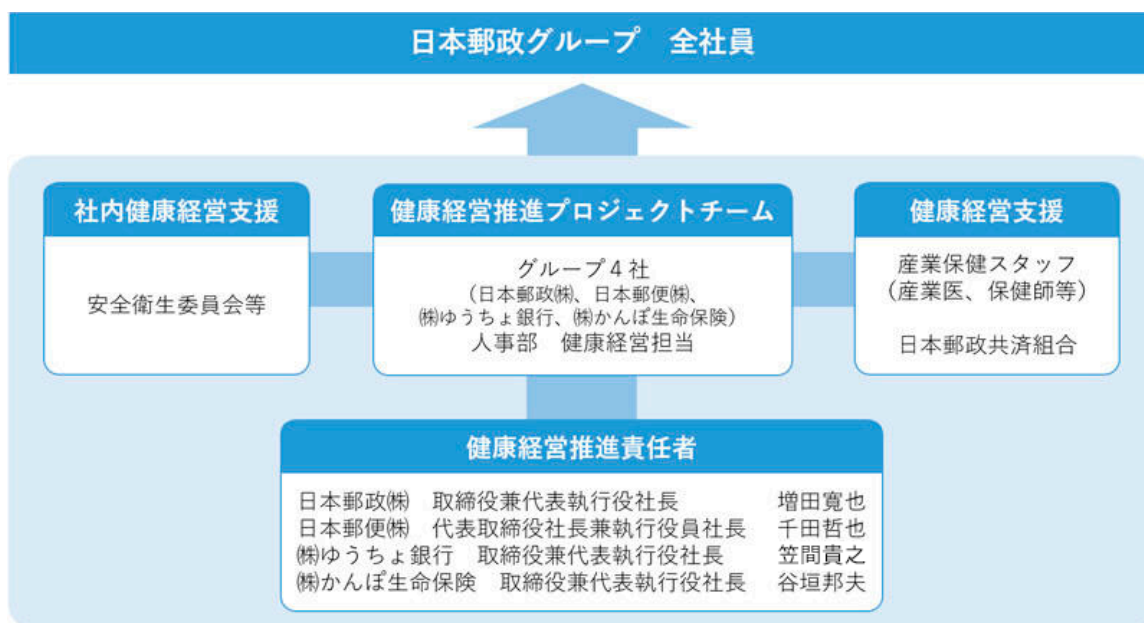 日本郵政グループ　全社員
社内健康経営支援
安全衛生委員会等
健康経営推進プロジェクトチーム
グループ４社
（日本郵政㈱、日本郵便㈱、
㈱ゆうちょ銀行、㈱かんぽ生命保険）
人事部　健康経営担当
健康経営支援
産業保健スタッフ
（産業医、保健師等）
日本郵政共済組合
健康経営推進責任者
日本郵政㈱　取締役兼代表執行役社長　増田寛也
日本郵便㈱　代表取締役社長兼執行役員社長　千田哲也
㈱ゆうちょ銀行　取締役兼代表執行役社長　笠間貴之
㈱かんぽ生命保険　取締役兼代表執行役社長　谷垣邦夫